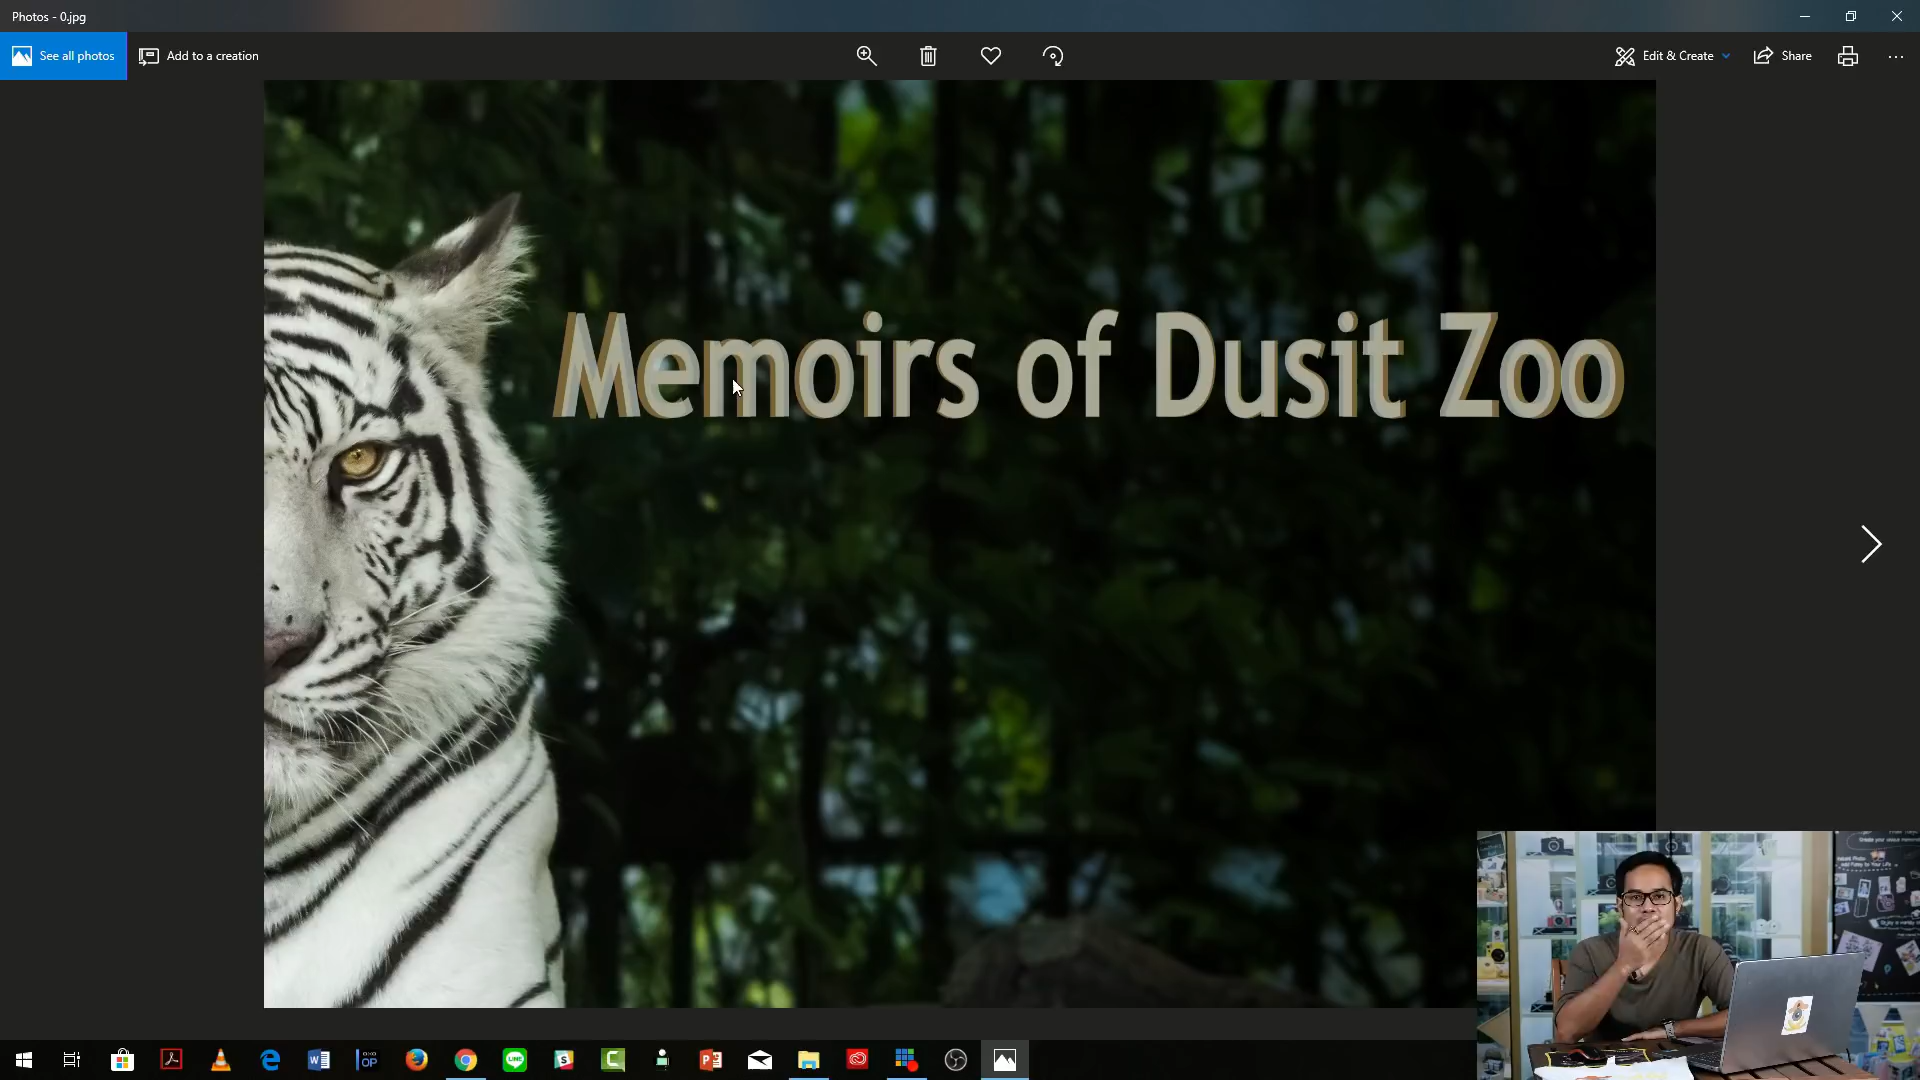 Photos - 0.jpg
See all photos
Add to a creation
Edit & Create
Share
Memoirs of Dusit Zoo